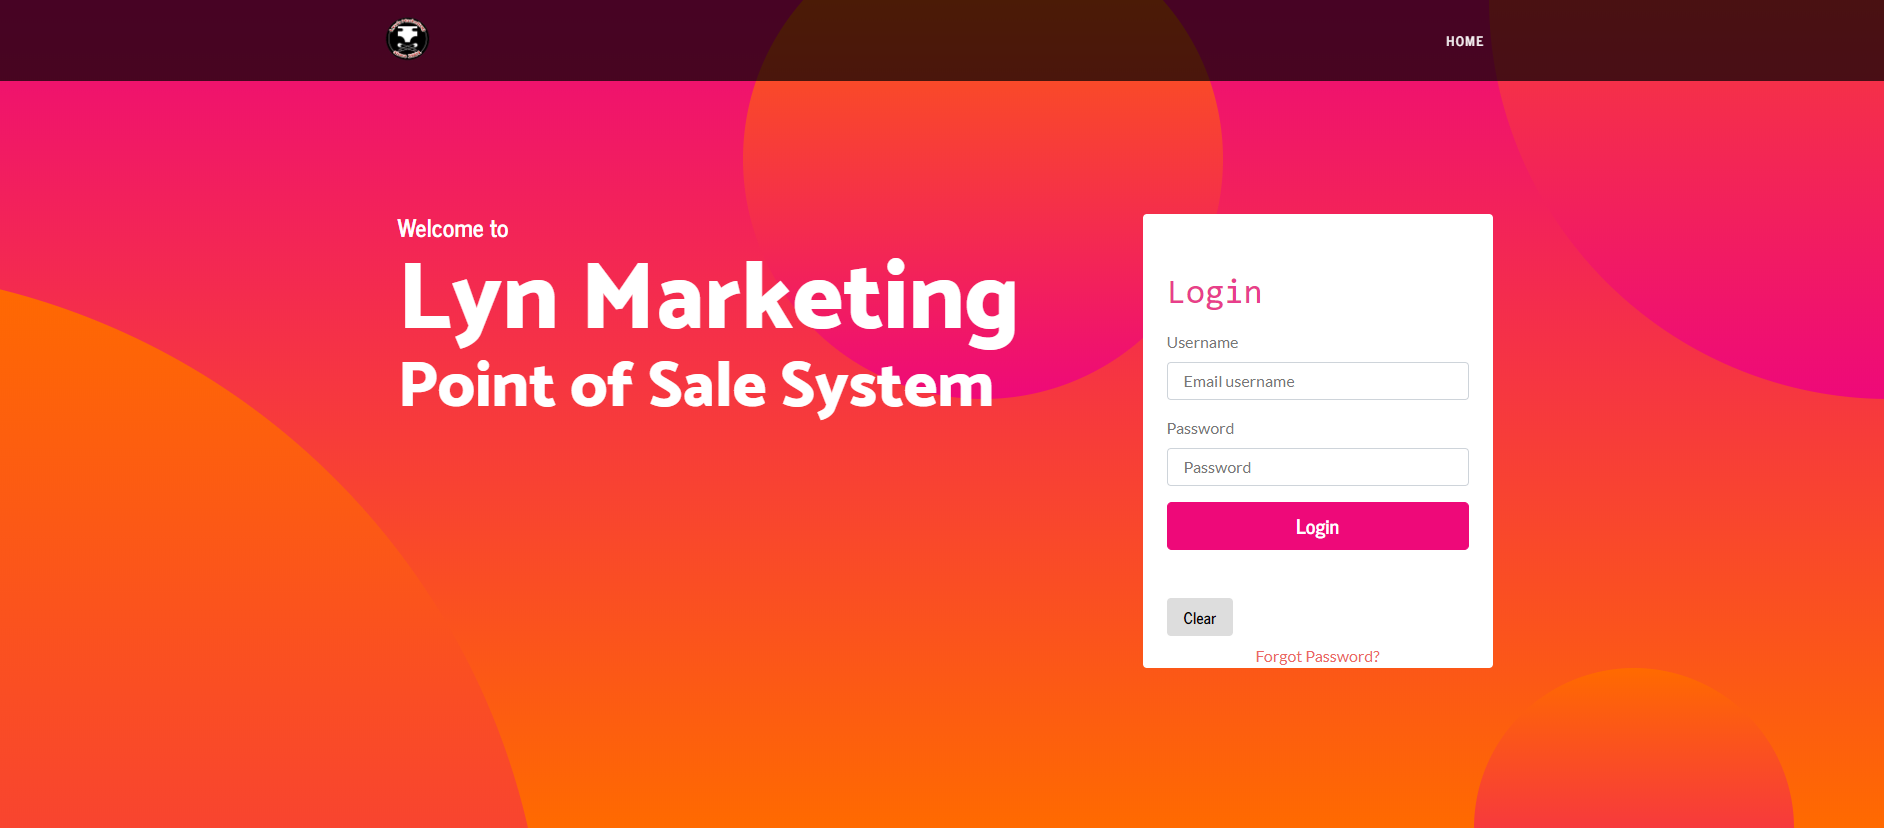 HOME
Welcome to
Lyn Marketing
Point of Sale System
Login
Username
Email username
Password
Password
Login
Clear
Forgot Password?